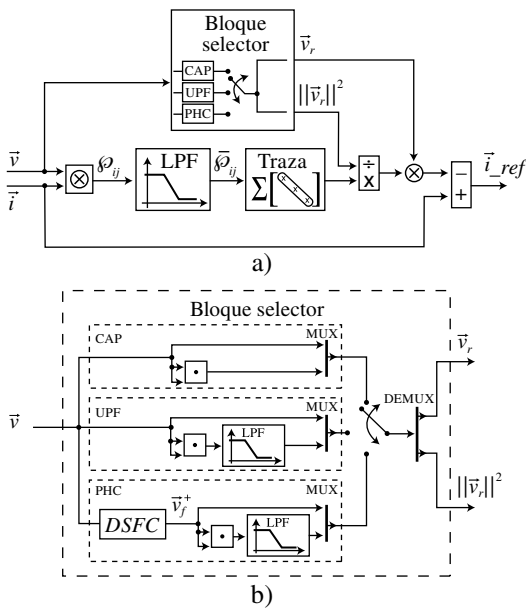 Bloque
selector
CAP
UPF
PHC
v⃗_r
||v⃗_r||²
v⃗
i⃗
⊗
℘_ij
LPF
℘̄_ij
Traza
Σ
x
x
x
÷
x
⊗
−
+
i⃗_ref
a)
Bloque selector
CAP
MUX
UPF
MUX
LPF
PHC
MUX
DSFC
v⃗_f^+
LPF
v⃗
DEMUX
v⃗_r
||v⃗_r||²
b)